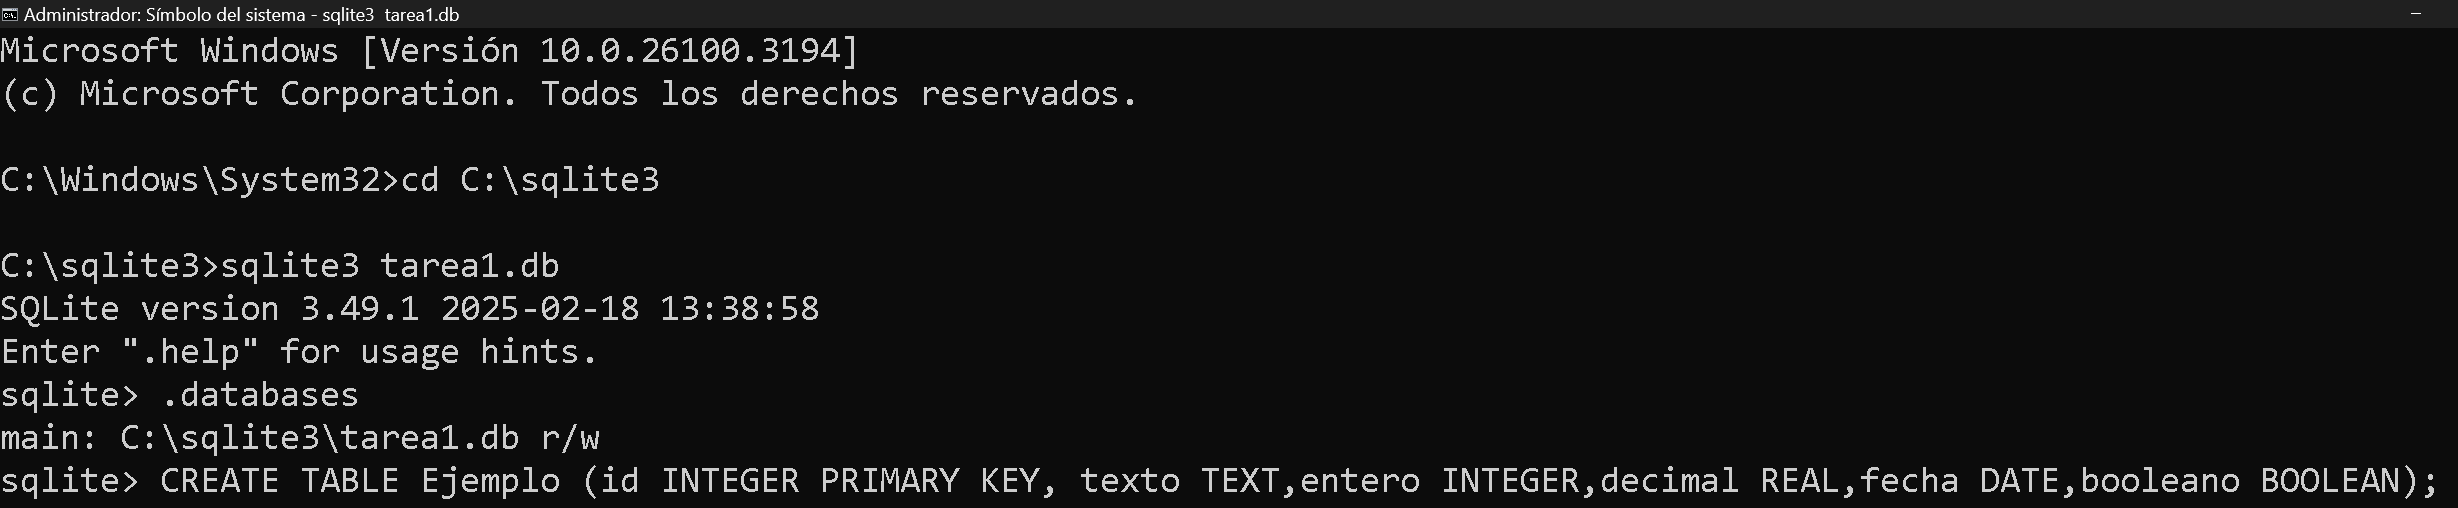 Administrador: Símbolo del sistema - sqlite3 tarea1.db
Microsoft Windows [Versión 10.0.26100.3194]
(c) Microsoft Corporation. Todos los derechos reservados.
C:\Windows\System32>cd C:\sqlite3
C:\sqlite3>sqlite3 tarea1.db
SQLite version 3.49.1 2025-02-18 13:38:58
Enter ".help" for usage hints.
sqlite> .databases
main: C:\sqlite3\tarea1.db r/w
sqlite> CREATE TABLE Ejemplo (id INTEGER PRIMARY KEY, texto TEXT,entero INTEGER,decimal REAL,fecha DATE,booleano BOOLEAN);